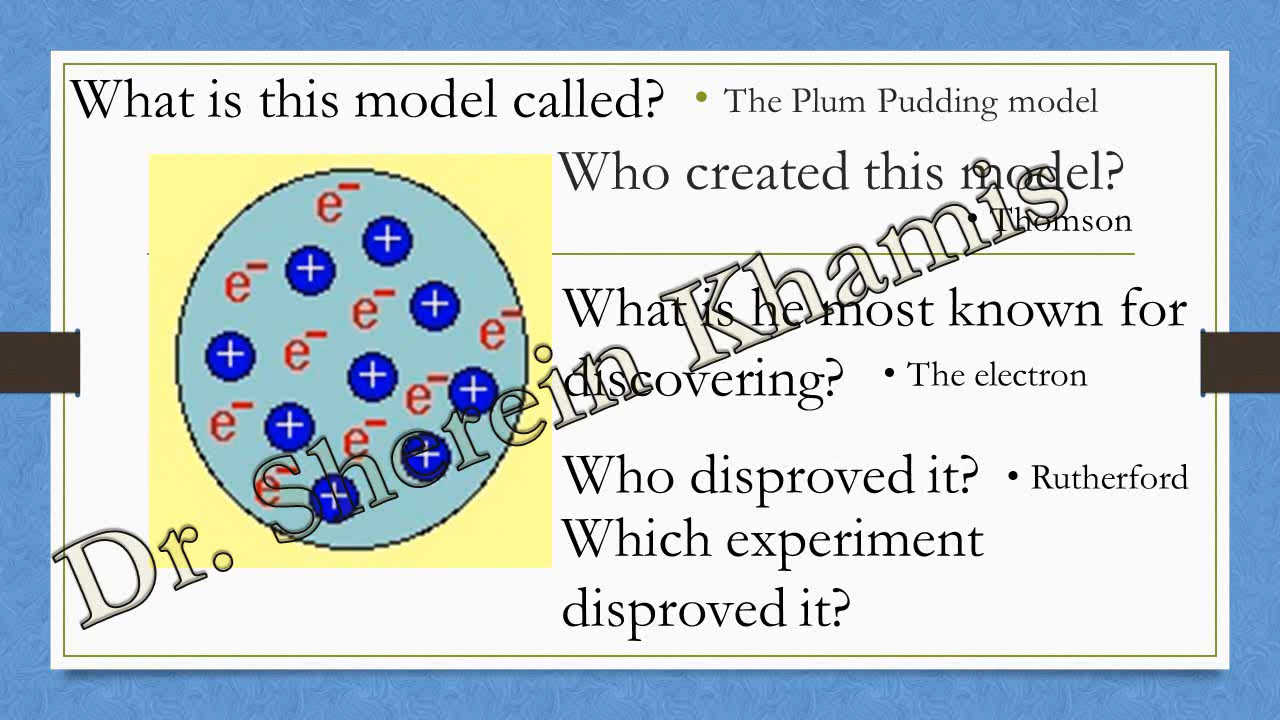 What is this model called?
• The Plum Pudding model
Who created this model?
• Thomson
What is he most known for
discovering?
• The electron
Who disproved it?
• Rutherford
Which experiment
disproved it?
e⁻
+
e⁻
+
e⁻
+
e⁻
+
e⁻
+
e⁻
+
e⁻
+
e⁻
+
e⁻
+
Dr. Sherein Khamis